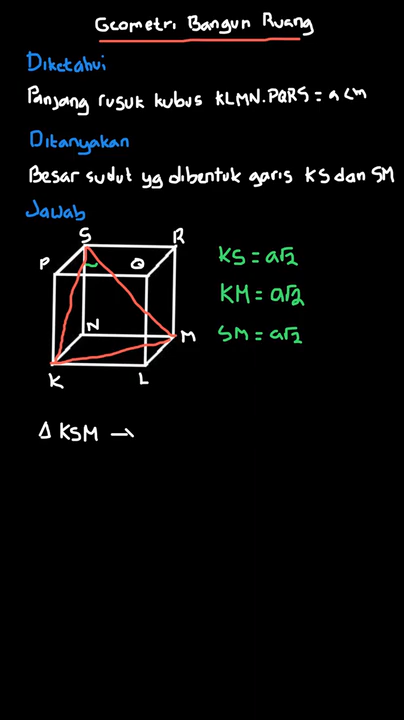 Geometri Bangun Ruang
Diketahui
Panjang rusuk kubus KLMN.PQRS = a cm
Ditanyakan
Besar sudut yg dibentuk garis KS dan SM
Jawab
S
R
P
Q
KS = a√2
KM = a√2
N
M
SM = a√2
K
L
Δ KSM →